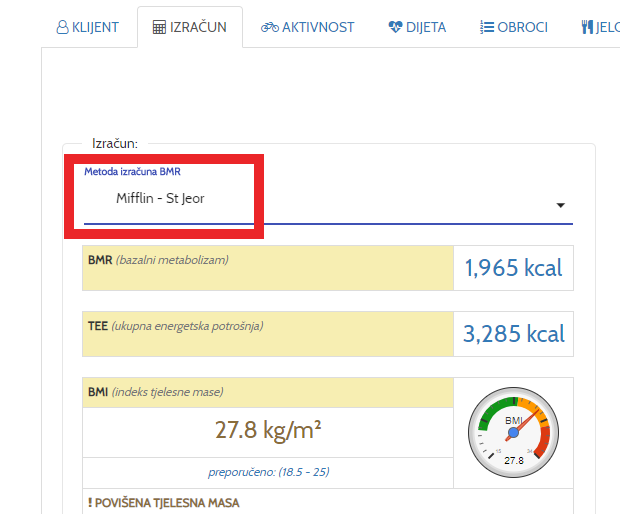 KLIJENT IZRAČUN AKTIVNOST DIJETA OBROCI JELO
Izračun:
Metoda izračuna BMR
Mifflin - St Jeor
BMR (bazalni metabolizam) 1,965 kcal
TEE (ukupna energetska potrošnja) 3,285 kcal
BMI (indeks tjelesne mase)
27.8 kg/m²
preporučeno: (18.5 - 25)
BMI
27.8
! POVIŠENA TJELESNA MASA